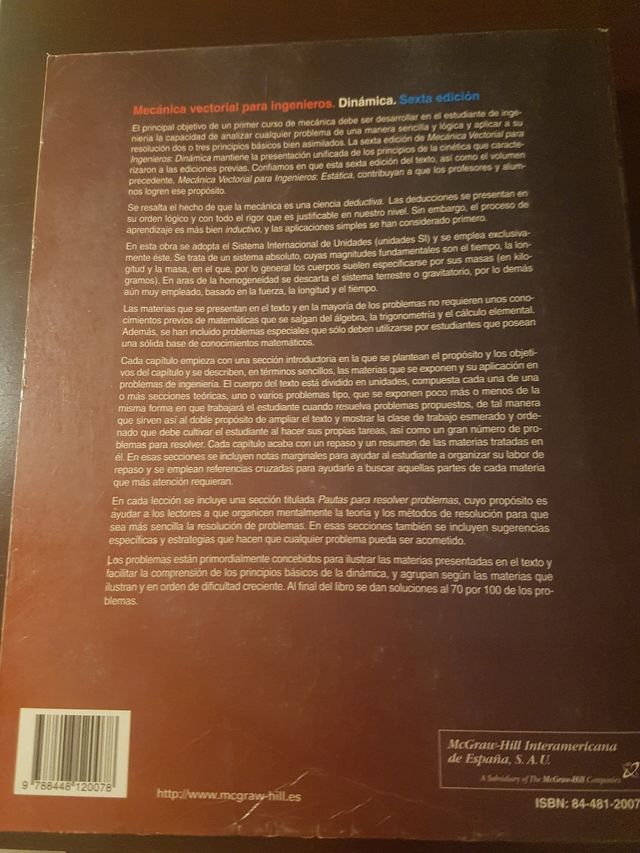 Mecánica vectorial para ingenieros. Dinámica. Sexta edición
El principal objetivo de un primer curso de mecánica debe ser desarrollar en el estudiante de inge-
niería la capacidad de analizar cualquier problema de una manera sencilla y lógica y aplicar a su
resolución dos o tres principios básicos bien asimilados. La sexta edición de Mecánica Vectorial para
Ingenieros: Dinámica mantiene la presentación unificada de los principios de la cinética que caracte-
rizaron a las ediciones previas. Confiamos en que esta sexta edición del texto, así como el volumen
precedente, Mecánica Vectorial para Ingenieros: Estática, contribuyan a que los profesores y alum-
nos logren ese propósito.
Se resalta el hecho de que la mecánica es una ciencia deductiva. Las deducciones se presentan en
su orden lógico y con todo el rigor que es justificable en nuestro nivel. Sin embargo, el proceso de
aprendizaje es más bien inductivo, y las aplicaciones simples se han considerado primero.
En esta obra se adopta el Sistema Internacional de Unidades (unidades SI) y se emplea exclusiva-
mente éste. Se trata de un sistema absoluto, cuyas magnitudes fundamentales son el tiempo, la lon-
gitud y la masa, en el que, por lo general los cuerpos suelen especificarse por sus masas (en kilo-
gramos). En aras de la homogeneidad se descarta el sistema terrestre o gravitatorio, por lo demás
aún muy empleado, basado en la fuerza, la longitud y el tiempo.
Las materias que se presentan en el texto y en la mayoría de los problemas no requieren unos cono-
cimientos previos de matemáticas que se salgan del álgebra, la trigonometría y el cálculo elemental.
Además, se han incluido problemas especiales que sólo deben utilizarse por estudiantes que posean
una sólida base de conocimientos matemáticos.
Cada capítulo empieza con una sección introductoria en la que se plantean el propósito y los objeti-
vos del capítulo y se describen, en términos sencillos, las materias que se exponen y su aplicación en
problemas de ingeniería. El cuerpo del texto está dividido en unidades, compuesta cada una de una
o más secciones teóricas, uno o varios problemas tipo, que se exponen poco más o menos de la
misma forma en que trabajará el estudiante cuando resuelva problemas propuestos, de tal manera
que sirven así al doble propósito de ampliar el texto y mostrar la clase de trabajo esmerado y orde-
nado que debe cultivar el estudiante al hacer sus propias tareas, así como un gran número de pro-
blemas para resolver. Cada capítulo acaba con un repaso y un resumen de las materias tratadas en
él. En esas secciones se incluyen notas marginales para ayudar al estudiante a organizar su labor de
repaso y se emplean referencias cruzadas para ayudarle a buscar aquellas partes de cada materia
que más atención requieran.
En cada lección se incluye una sección titulada Pautas para resolver problemas, cuyo propósito es
ayudar a los lectores a que organicen mentalmente la teoría y los métodos de resolución para que
sea más sencilla la resolución de problemas. En esas secciones también se incluyen sugerencias
específicas y estrategias que hacen que cualquier problema pueda ser acometido.
Los problemas están primordialmente concebidos para ilustrar las materias presentadas en el texto y
facilitar la comprensión de los principios básicos de la dinámica, y agrupan según las materias que
ilustran y en orden de dificultad creciente. Al final del libro se dan soluciones al 70 por 100 de los pro-
blemas.
McGraw-Hill Interamericana
de España, S. A. U.
A Subsidiary of The McGraw-Hill Companies
9 788448 120078
http://www.mcgraw-hill.es
ISBN: 84-481-2007